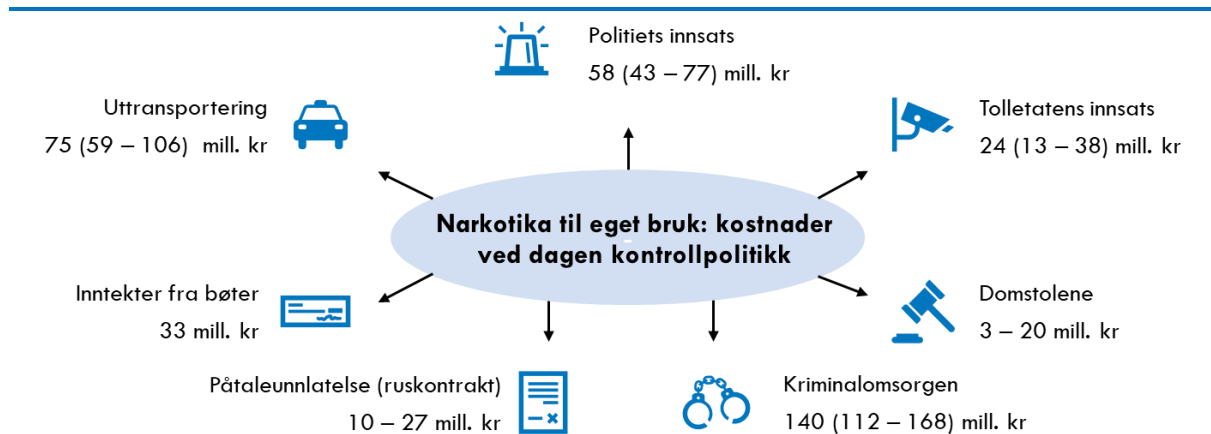 Politiets innsats
58 (43 – 77) mill. kr
Uttransportering
75 (59 – 106) mill. kr
Tolletatens innsats
24 (13 – 38) mill. kr
Narkotika til eget bruk: kostnader
ved dagen kontrollpolitikk
Inntekter fra bøter
33 mill. kr
Domstolene
3 – 20 mill. kr
Påtaleunnlatelse (ruskontrakt)
10 – 27 mill. kr
Kriminalomsorgen
140 (112 – 168) mill. kr